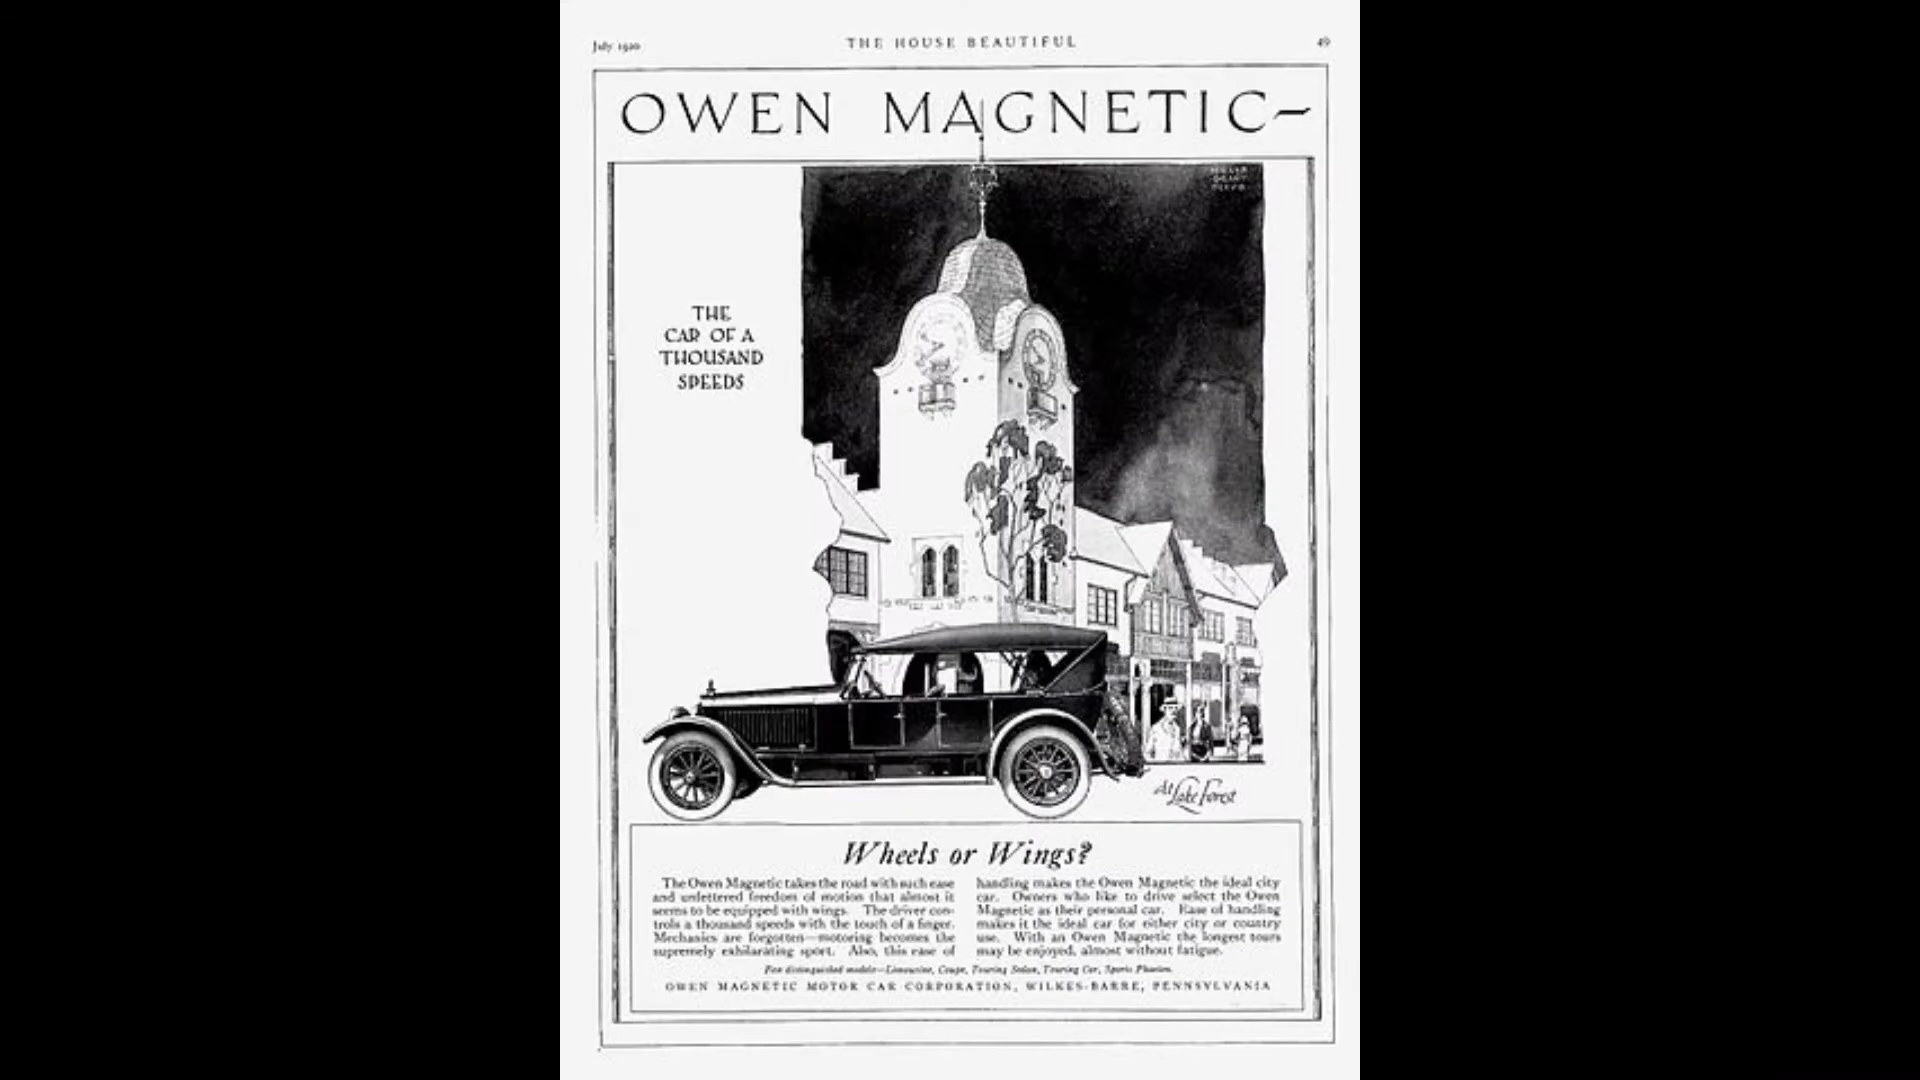 July 1920
THE HOUSE BEAUTIFUL
49
OWEN MAGNETIC-
THE
CAR OF A
THOUSAND
SPEEDS
At Lake Forest
Wheels or Wings?
The Owen Magnetic takes the road with such ease
and unfettered freedom of motion that almost it
seems to be equipped with wings. The driver con-
trols a thousand speeds with the touch of a finger.
Mechanics are forgotten—motoring becomes the
supremely exhilarating sport. Also, this ease of
handling makes the Owen Magnetic the ideal city
car. Owners who like to drive select the Owen
Magnetic as their personal car. Ease of handling
makes it the ideal car for either city or country
use. With an Owen Magnetic the longest tours
may be enjoyed, almost without fatigue.
distinguished models—Limousine, Coupe, Touring Sedan, Touring Car, Sports Phaeton.
OWEN MAGNETIC MOTOR CAR CORPORATION, WILKES-BARRE, PENNSYLVANIA